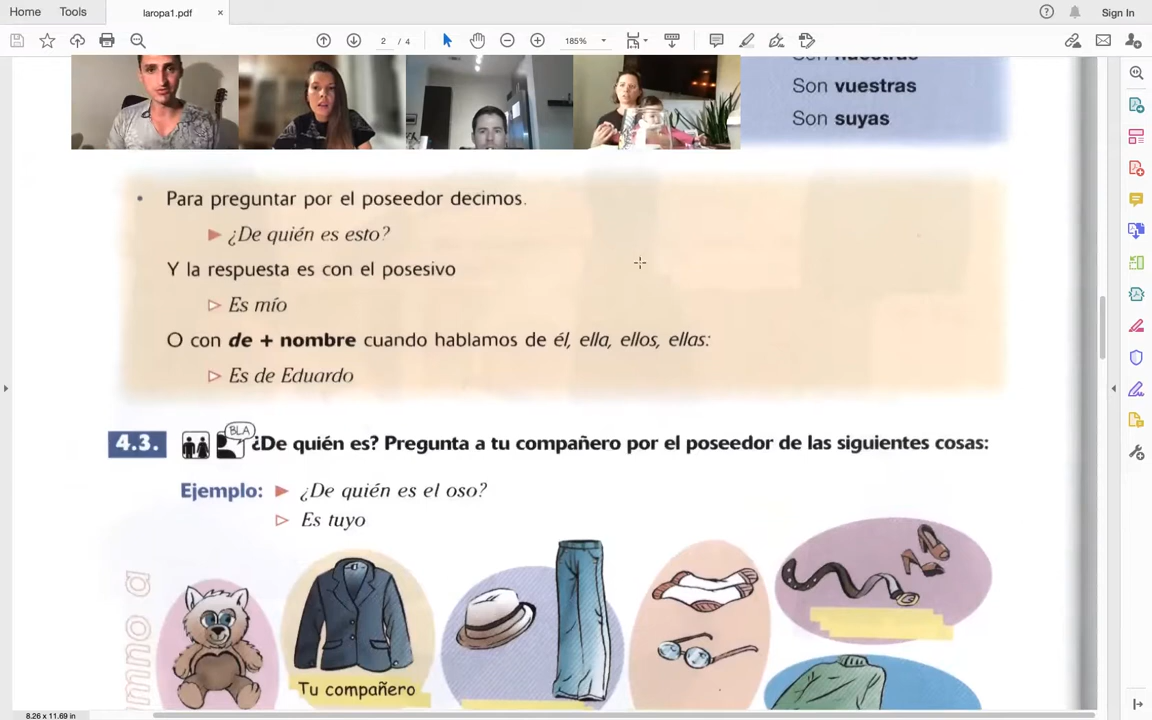 Home Tools laropa1.pdf ×
Sign In
2 / 4
185%
Son vuestras
Son suyas
• Para preguntar por el poseedor decimos.
¿De quién es esto?
Y la respuesta es con el posesivo
Es mío
O con de + nombre cuando hablamos de él, ella, ellos, ellas:
Es de Eduardo
BLA
4.3. ¿De quién es? Pregunta a tu compañero por el poseedor de las siguientes cosas:
Ejemplo: ¿De quién es el oso?
Es tuyo
Tu compañero
8.26 x 11.69 in